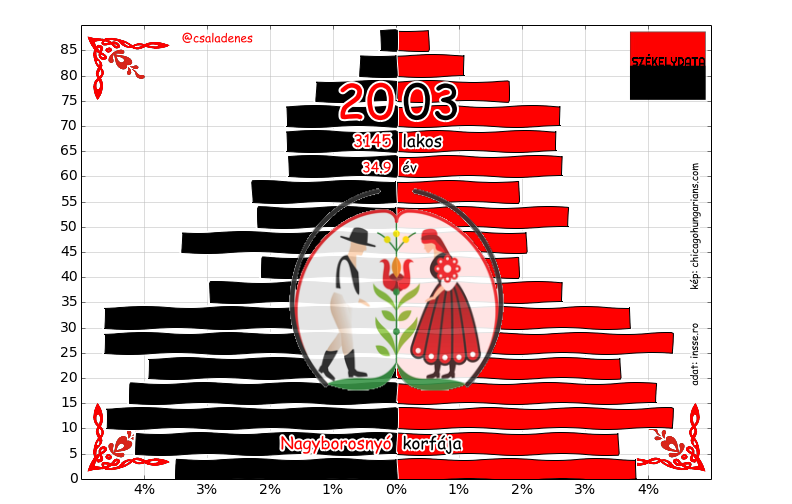 @csaladenes
SZÉKELYDATA
2003
3145 lakos
34.9 év
kép: chicagohungarians.com
adat: insse.ro
Nagyborosnyó korfája
85
80
75
70
65
60
55
50
45
40
35
30
25
20
15
10
5
0
4% 3% 2% 1% 0% 1% 2% 3% 4%